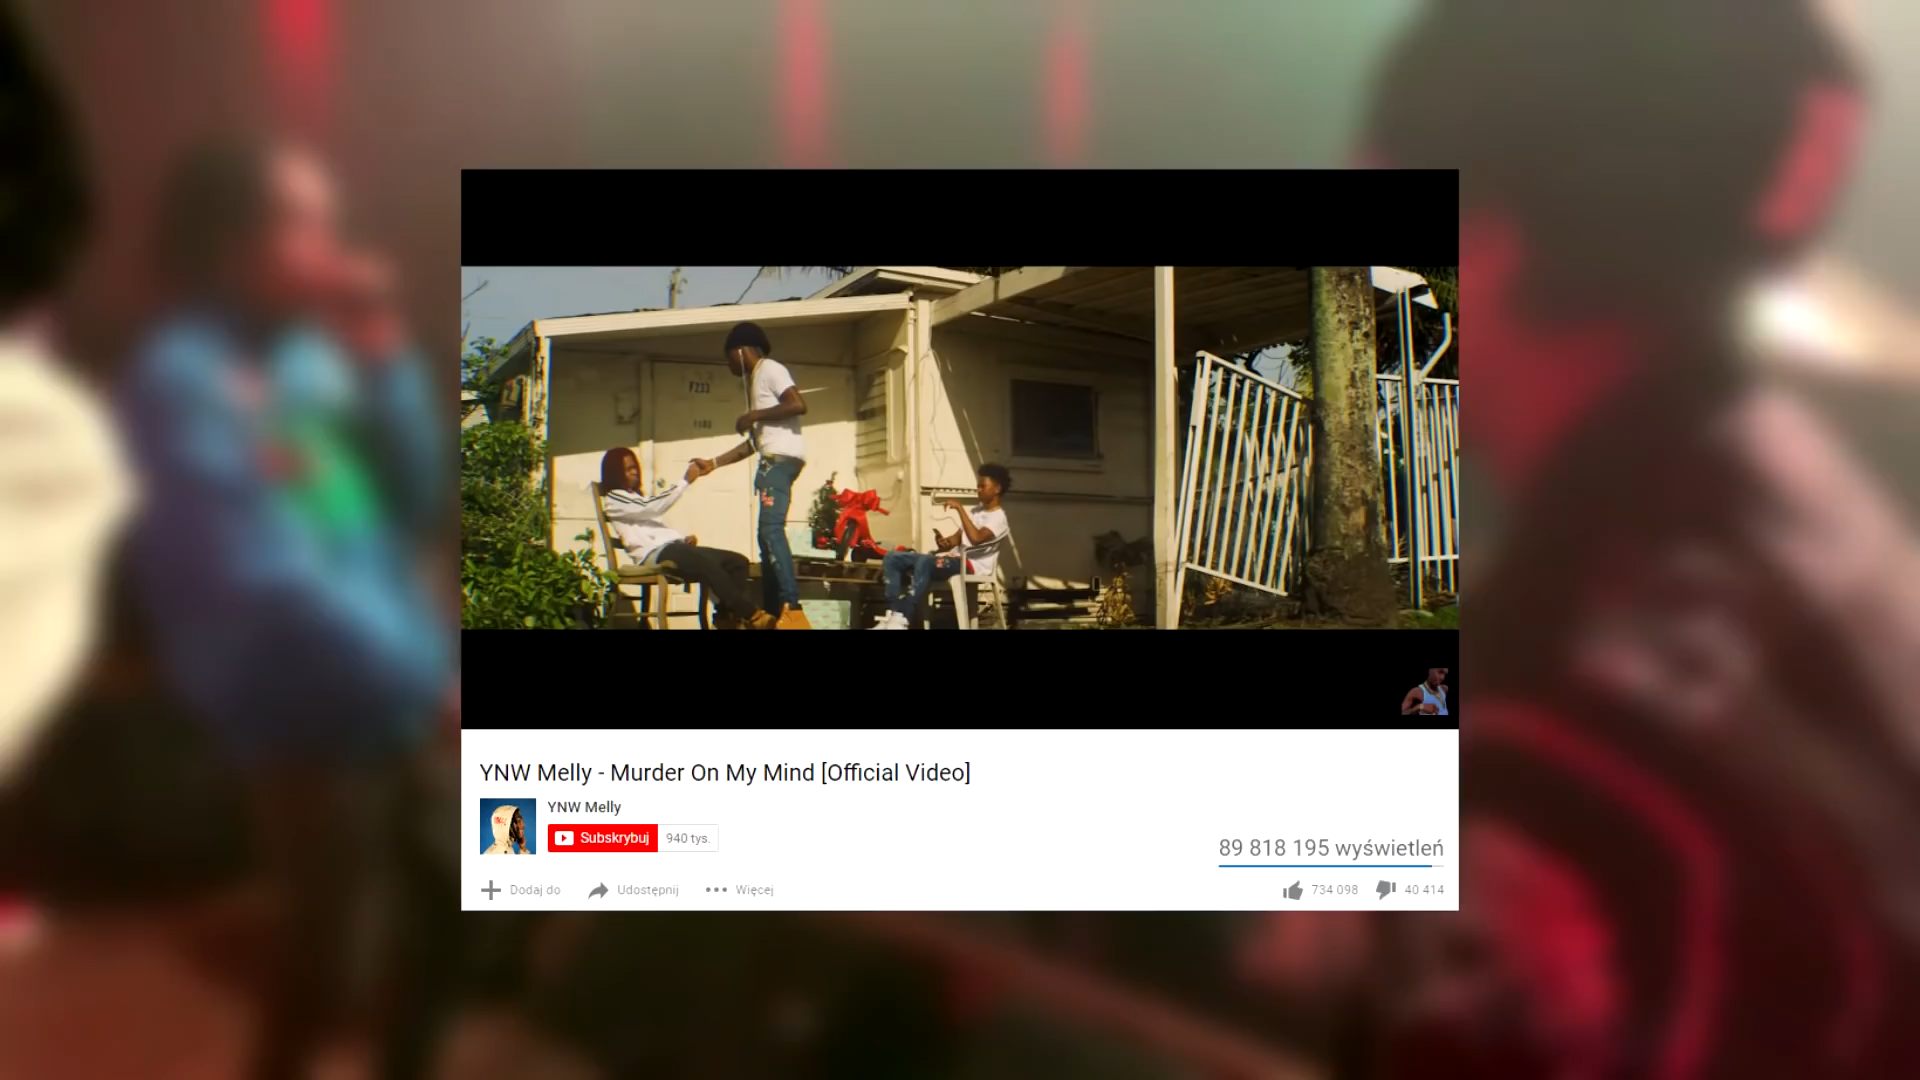 F233
YNW Melly - Murder On My Mind [Official Video]
YNW Melly
Subskrybuj 940 tys.
89 818 195 wyświetleń
Dodaj do Udostępnij Więcej
734 098 40 414